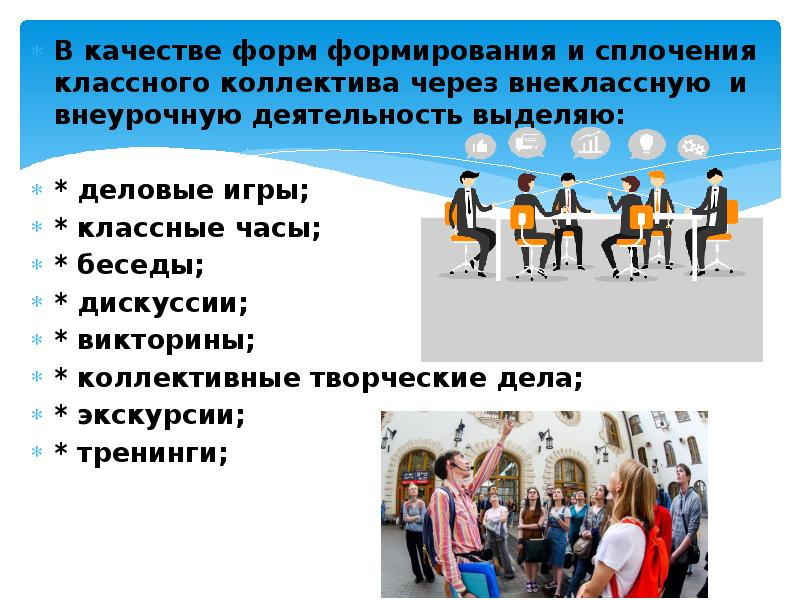 В качестве форм формирования и сплочения
классного коллектива через внеклассную и
внеурочную деятельность выделяю:
* деловые игры;
* классные часы;
* беседы;
* дискуссии;
* викторины;
* коллективные творческие дела;
* экскурсии;
* тренинги;